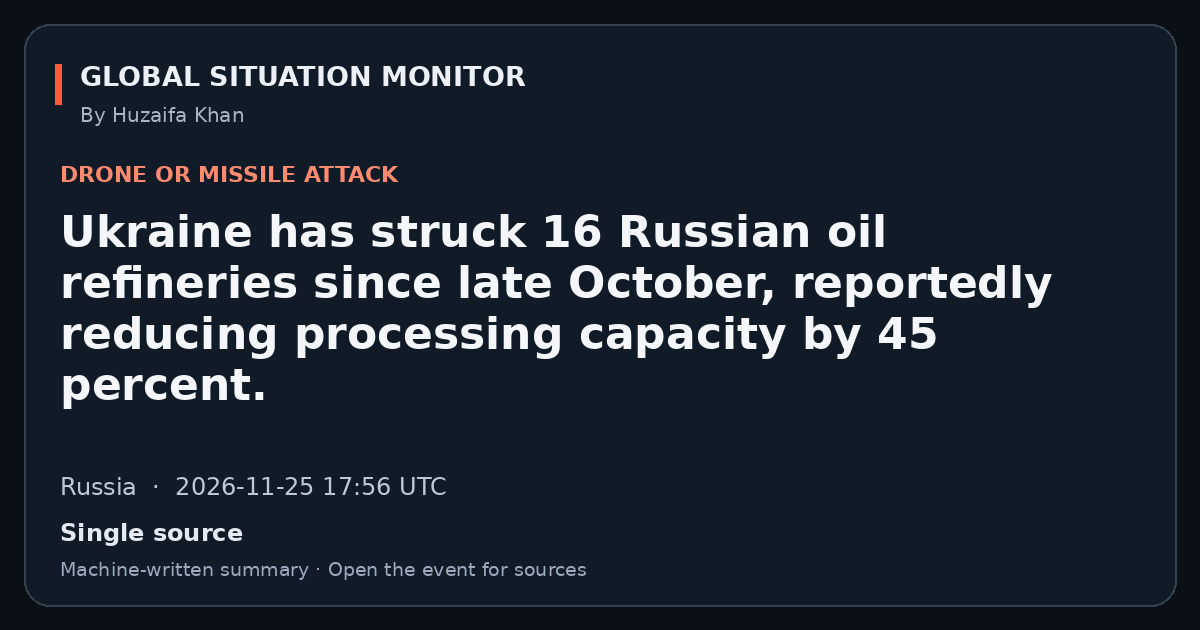 GLOBAL SITUATION MONITOR
By Huzaifa Khan
DRONE OR MISSILE ATTACK
Ukraine has struck 16 Russian oil
refineries since late October, reportedly
reducing processing capacity by 45
percent.
Russia · 2026-11-25 17:56 UTC
Single source
Machine-written summary · Open the event for sources